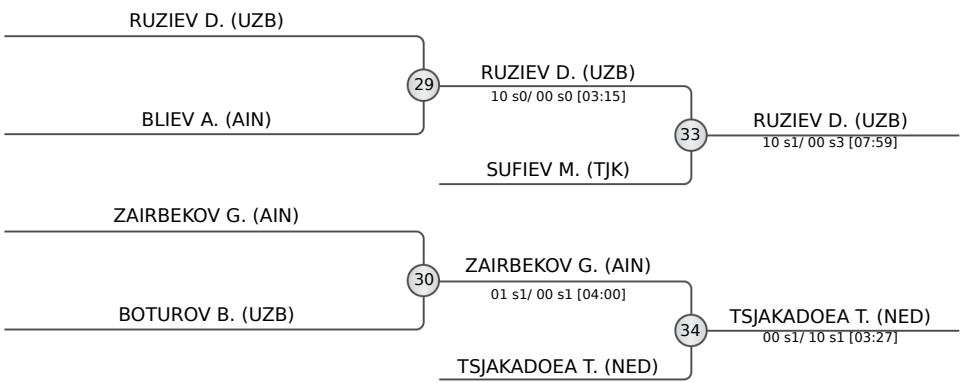 RUZIEV D. (UZB)
29
RUZIEV D. (UZB)
10 s0/ 00 s0 [03:15]
BLIEV A. (AIN)
33
RUZIEV D. (UZB)
10 s1/ 00 s3 [07:59]
SUFIEV M. (TJK)
ZAIRBEKOV G. (AIN)
30
ZAIRBEKOV G. (AIN)
01 s1/ 00 s1 [04:00]
BOTUROV B. (UZB)
34
TSJAKADOEA T. (NED)
00 s1/ 10 s1 [03:27]
TSJAKADOEA T. (NED)